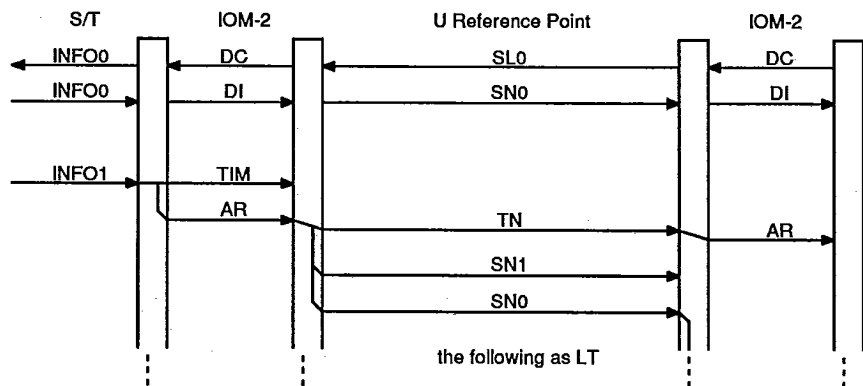 S/T IOM-2 U Reference Point IOM-2
INFO0 DC SL0 DC
INFO0 DI SN0 DI
INFO1 TIM
AR TN AR
SN1
SN0
the following as LT